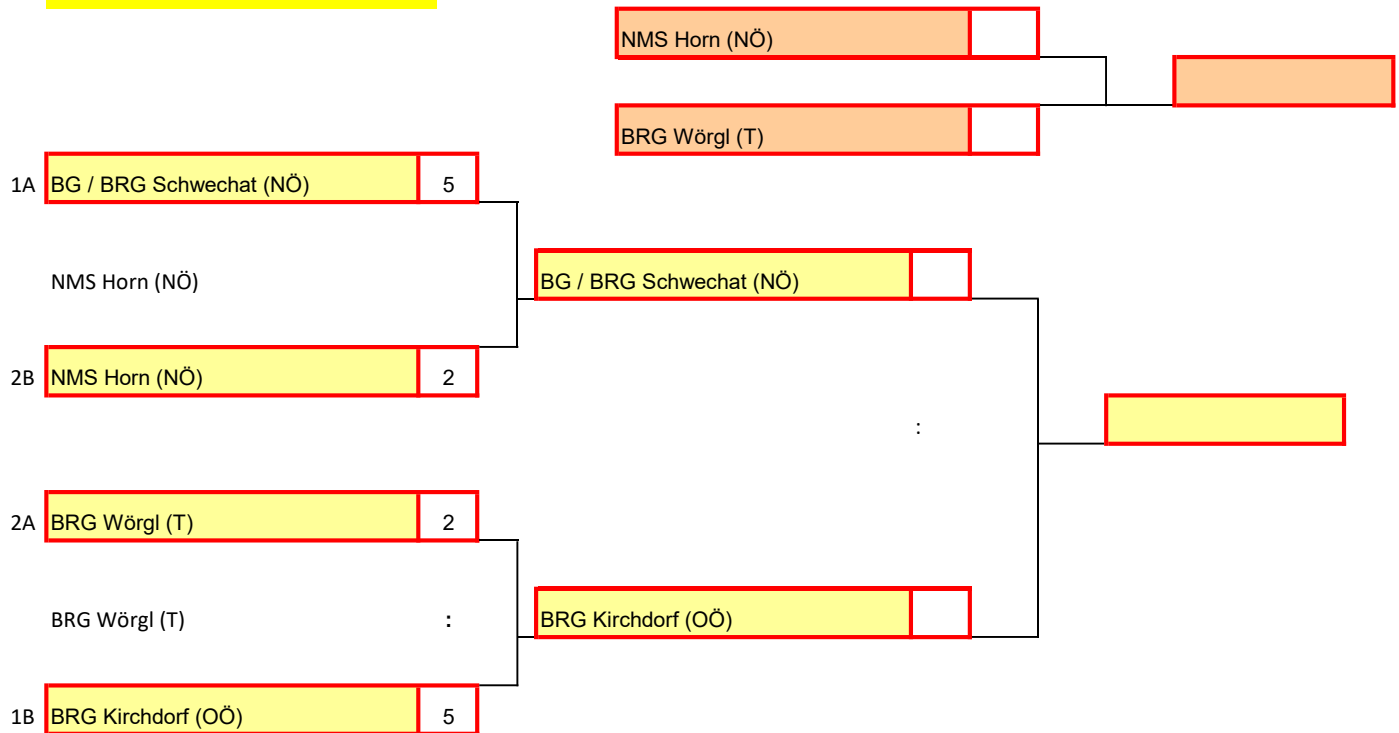 NMS Horn (NÖ)
BRG Wörgl (T)
1A BG / BRG Schwechat (NÖ) 5
NMS Horn (NÖ) BG / BRG Schwechat (NÖ)
2B NMS Horn (NÖ) 2
:
2A BRG Wörgl (T) 2
BRG Wörgl (T) : BRG Kirchdorf (OÖ)
1B BRG Kirchdorf (OÖ) 5